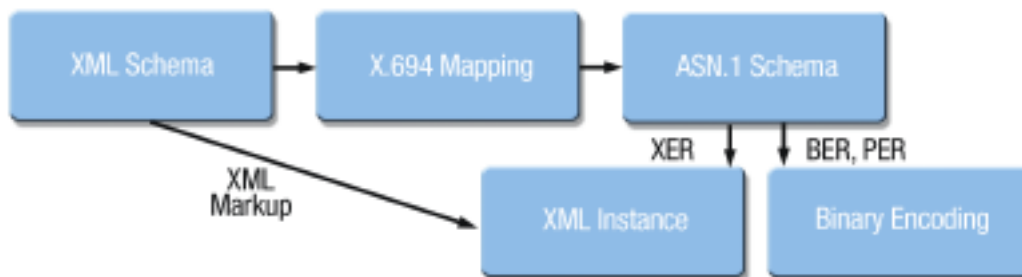 XML Schema
X.694 Mapping
ASN.1 Schema
XER
BER, PER
XML
Markup
XML Instance
Binary Encoding